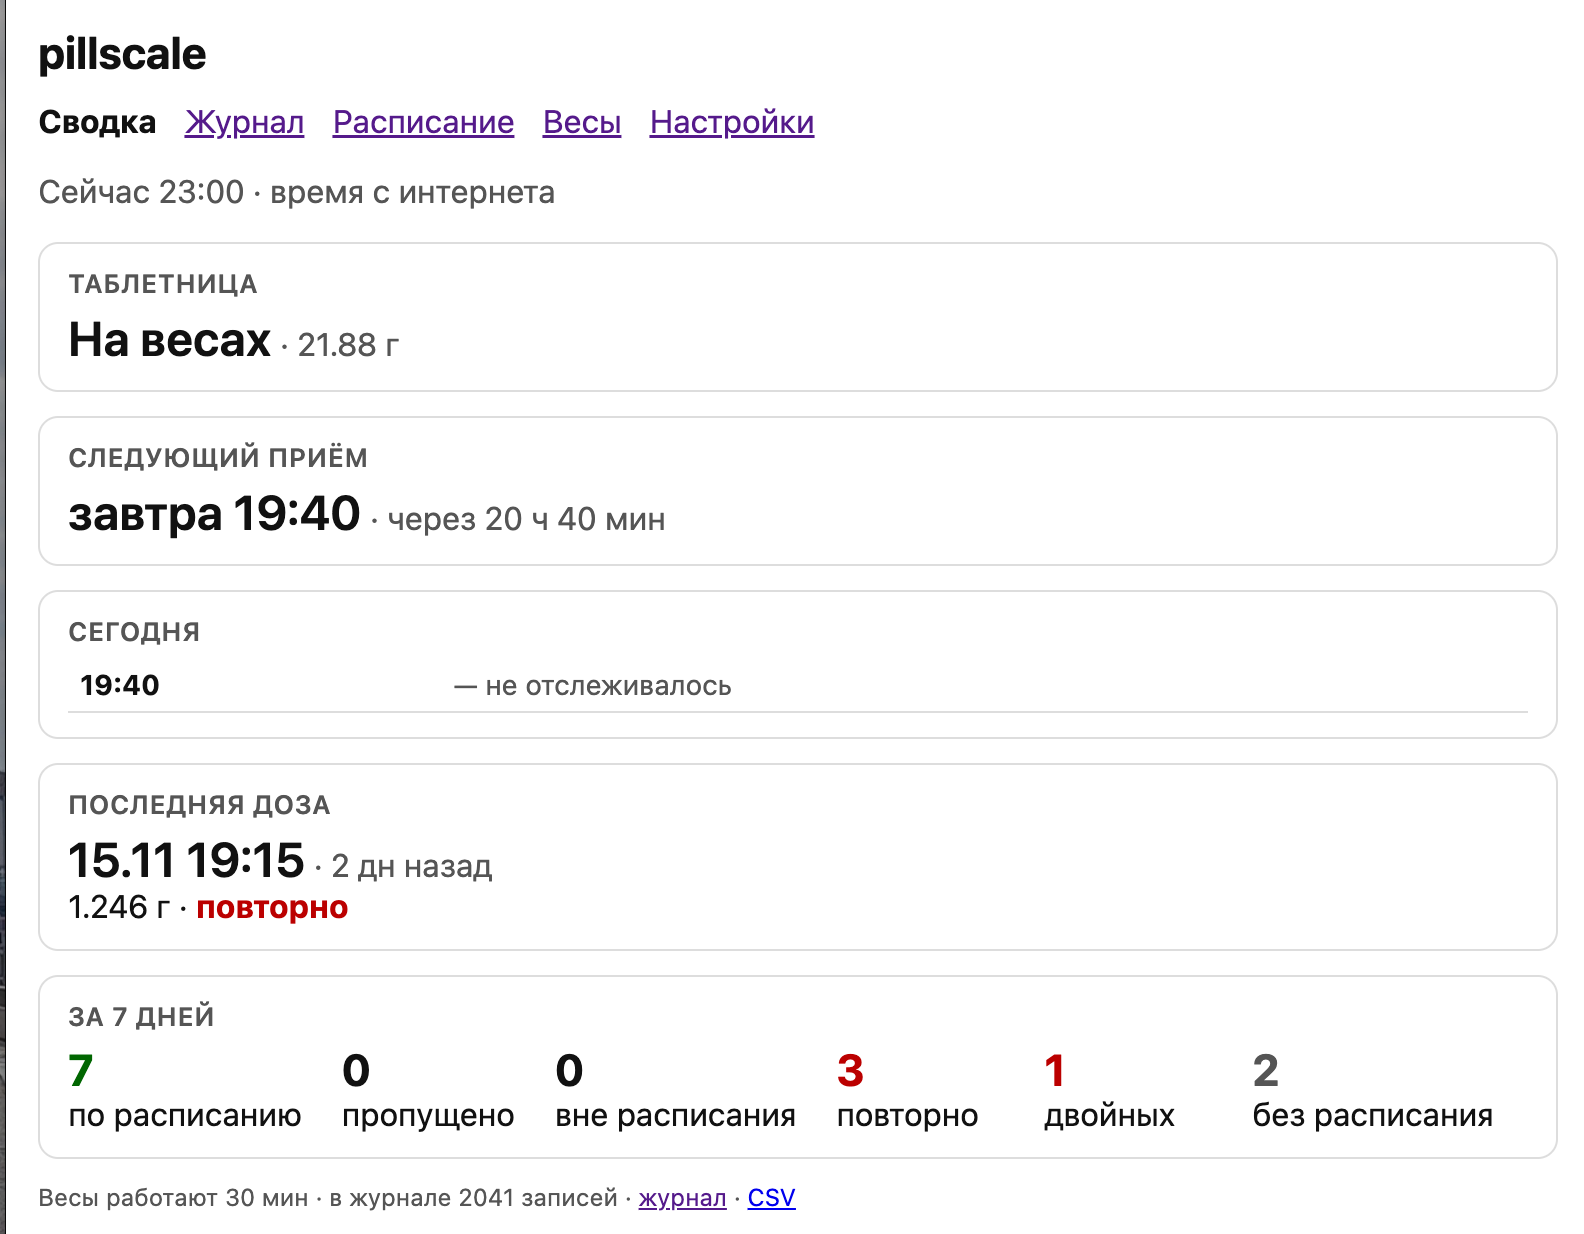 pillscale
Сводка Журнал Расписание Весы Настройки
Сейчас 23:00 · время с интернета
ТАБЛЕТНИЦА
На весах · 21.88 г
СЛЕДУЮЩИЙ ПРИЁМ
завтра 19:40 · через 20 ч 40 мин
СЕГОДНЯ
19:40 — не отслеживалось
ПОСЛЕДНЯЯ ДОЗА
15.11 19:15 · 2 дн назад
1.246 г · повторно
ЗА 7 ДНЕЙ
7 0 0 3 1 2
по расписанию пропущено вне расписания повторно двойных без расписания
Весы работают 30 мин · в журнале 2041 записей · журнал · CSV